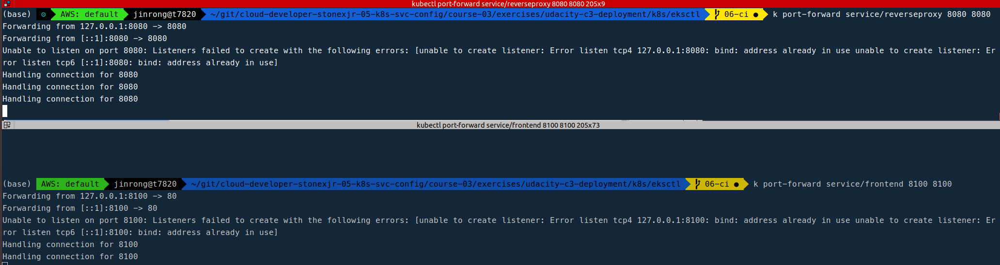 kubectl port-forward service/reverseproxy 8080 8080 205x9
(base) ⚙ AWS: default jinrong@t7820 ~/git/cloud-developer-stonexjr-05-k8s-svc-config/course-03/exercises/udacity-c3-deployment/k8s/eksctl 06-ci ● k port-forward service/reverseproxy 8080 8080
Forwarding from 127.0.0.1:8080 -> 8080
Forwarding from [::1]:8080 -> 8080
Unable to listen on port 8080: Listeners failed to create with the following errors: [unable to create listener: Error listen tcp4 127.0.0.1:8080: bind: address already in use unable to create listener: Er
ror listen tcp6 [::1]:8080: bind: address already in use]
Handling connection for 8080
Handling connection for 8080
Handling connection for 8080
kubectl port-forward service/frontend 8100 8100 205x73
(base) AWS: default jinrong@t7820 ~/git/cloud-developer-stonexjr-05-k8s-svc-config/course-03/exercises/udacity-c3-deployment/k8s/eksctl 06-ci ● k port-forward service/frontend 8100 8100
Forwarding from 127.0.0.1:8100 -> 80
Forwarding from [::1]:8100 -> 80
Unable to listen on port 8100: Listeners failed to create with the following errors: [unable to create listener: Error listen tcp4 127.0.0.1:8100: bind: address already in use unable to create listener: Er
ror listen tcp6 [::1]:8100: bind: address already in use]
Handling connection for 8100
Handling connection for 8100